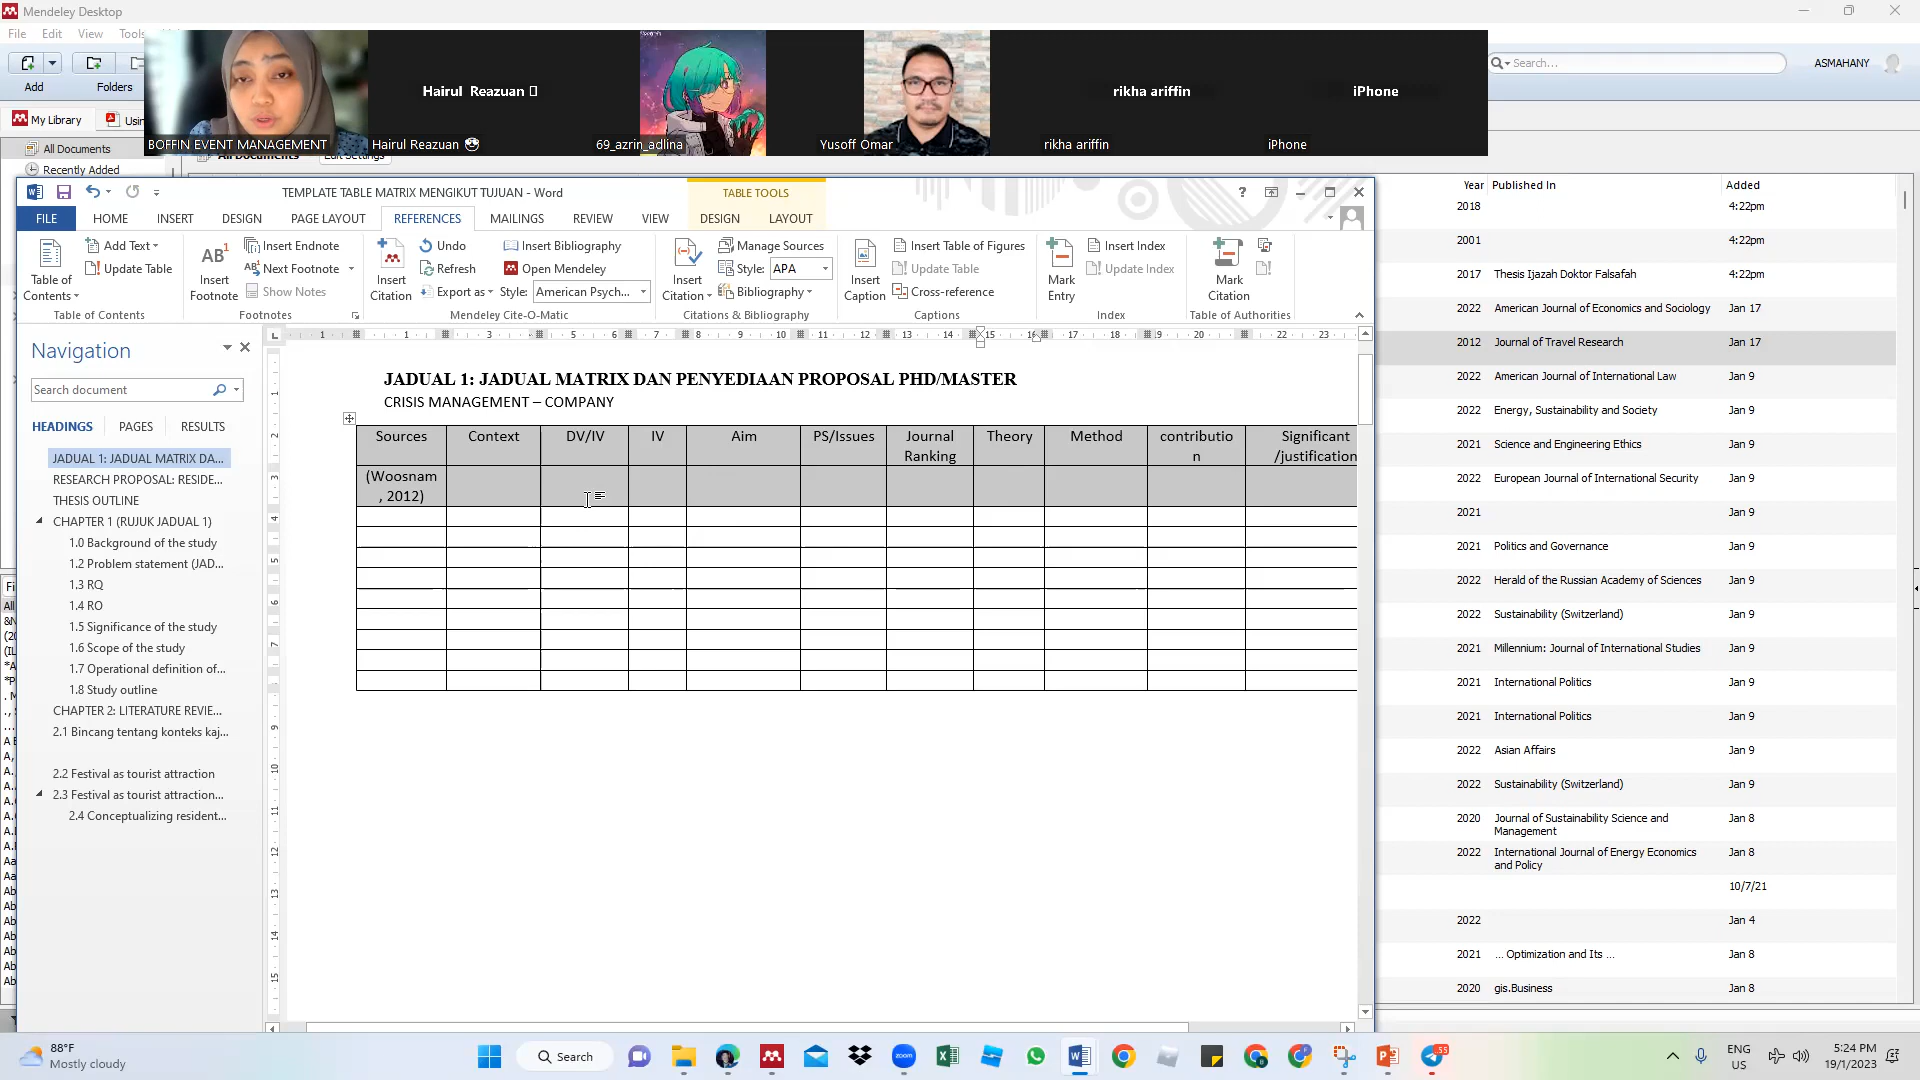 Mendeley Desktop
File Edit View Tools
Add
Folders
My Library
All Documents
Recently Added
All Documents Edit Settings
BOFFIN EVENT MANAGEMENT
Hairul Reazuan
Hairul Reazuan
69_azrin_adlina
Yusoff Omar
rikha ariffin
rikha ariffin
iPhone
iPhone
Search...
ASMAHANY
TEMPLATE TABLE MATRIX MENGIKUT TUJUAN - Word
TABLE TOOLS
FILE HOME INSERT DESIGN PAGE LAYOUT REFERENCES MAILINGS REVIEW VIEW DESIGN LAYOUT
Table of
Contents
Add Text
Update Table
Table of Contents
AB1
Insert
Footnote
Insert Endnote
Next Footnote
Show Notes
Footnotes
Insert
Citation
Undo
Refresh
Export as
Insert Bibliography
Open Mendeley
Style: American Psych...
Mendeley Cite-O-Matic
Insert
Citation
Manage Sources
Style: APA
Bibliography
Citations & Bibliography
Insert
Caption
Insert Table of Figures
Update Table
Cross-reference
Captions
Mark
Entry
Insert Index
Update Index
Index
Mark
Citation
Table of Authorities
Navigation
Search document
HEADINGS PAGES RESULTS
JADUAL 1: JADUAL MATRIX DA...
RESEARCH PROPOSAL: RESIDE...
THESIS OUTLINE
CHAPTER 1 (RUJUK JADUAL 1)
1.0 Background of the study
1.2 Problem statement (JAD...
1.3 RQ
1.4 RO
1.5 Significance of the study
1.6 Scope of the study
1.7 Operational definition of...
1.8 Study outline
CHAPTER 2: LITERATURE REVIE...
2.1 Bincang tentang konteks kaj...
2.2 Festival as tourist attraction
2.3 Festival as tourist attraction...
2.4 Conceptualizing resident...
JADUAL 1: JADUAL MATRIX DAN PENYEDIAAN PROPOSAL PHD/MASTER
CRISIS MANAGEMENT – COMPANY
Sources Context DV/IV IV Aim PS/Issues Journal Theory Method contributio Significant
Ranking n /justification
(Woosnam
, 2012)
Year Published In Added
2018 4:22pm
2001 4:22pm
2017 Thesis Ijazah Doktor Falsafah 4:22pm
2022 American Journal of Economics and Sociology Jan 17
2012 Journal of Travel Research Jan 17
2022 American Journal of International Law Jan 9
2022 Energy, Sustainability and Society Jan 9
2021 Science and Engineering Ethics Jan 9
2022 European Journal of International Security Jan 9
2021 Jan 9
2021 Politics and Governance Jan 9
2022 Herald of the Russian Academy of Sciences Jan 9
2022 Sustainability (Switzerland) Jan 9
2021 Millennium: Journal of International Studies Jan 9
2021 International Politics Jan 9
2021 International Politics Jan 9
2022 Asian Affairs Jan 9
2022 Sustainability (Switzerland) Jan 9
2020 Journal of Sustainability Science and Jan 8
Management
2022 International Journal of Energy Economics Jan 8
and Policy
10/7/21
2022 Jan 4
2021 ... Optimization and Its ... Jan 8
2020 gis.Business Jan 8
88°F
Mostly cloudy
Search
zoom
55
ENG
US
5:24 PM
19/1/2023